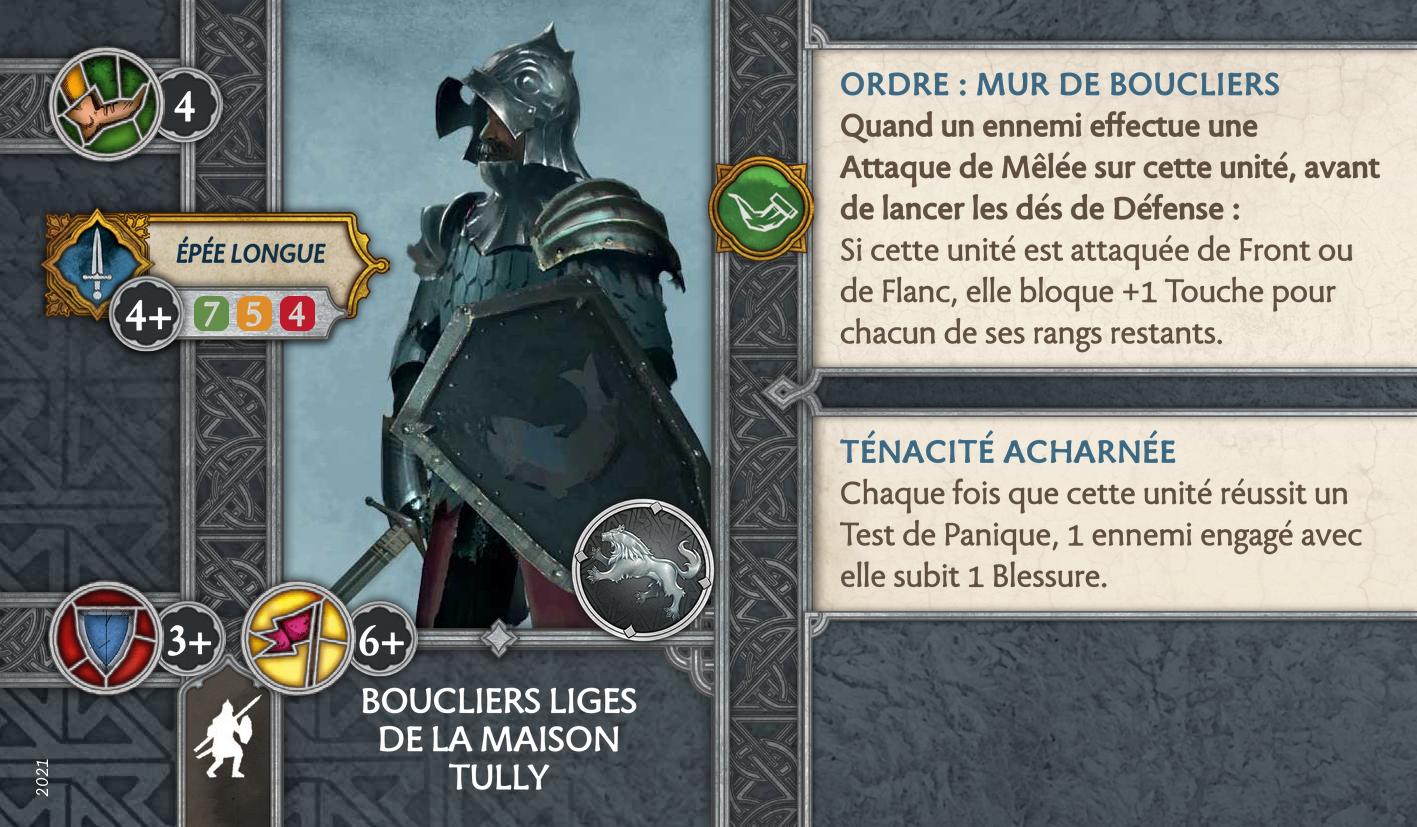 4
ÉPÉE LONGUE
4+ 7 5 4
3+ 6+
BOUCLIERS LIGES
DE LA MAISON
TULLY
2021
ORDRE : MUR DE BOUCLIERS
Quand un ennemi effectue une
Attaque de Mêlée sur cette unité, avant
de lancer les dés de Défense :
Si cette unité est attaquée de Front ou
de Flanc, elle bloque +1 Touche pour
chacun de ses rangs restants.
TÉNACITÉ ACHARNÉE
Chaque fois que cette unité réussit un
Test de Panique, 1 ennemi engagé avec
elle subit 1 Blessure.